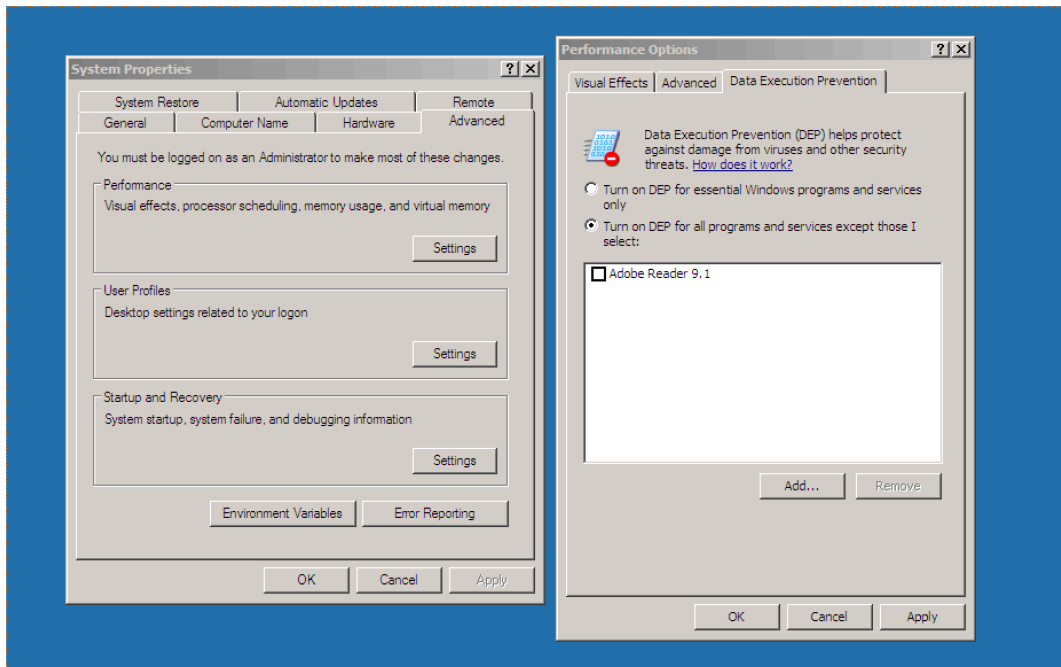 System Properties
?
X
System Restore
Automatic Updates
Remote
General
Computer Name
Hardware
Advanced
You must be logged on as an Administrator to make most of these changes.
Performance
Visual effects, processor scheduling, memory usage, and virtual memory
Settings
User Profiles
Desktop settings related to your logon
Settings
Startup and Recovery
System startup, system failure, and debugging information
Settings
Environment Variables
Error Reporting
OK
Cancel
Apply
Performance Options
?
X
Visual Effects
Advanced
Data Execution Prevention
Data Execution Prevention (DEP) helps protect
against damage from viruses and other security
threats. How does it work?
Turn on DEP for essential Windows programs and services
only
Turn on DEP for all programs and services except those I
select:
Adobe Reader 9.1
Add...
Remove
OK
Cancel
Apply